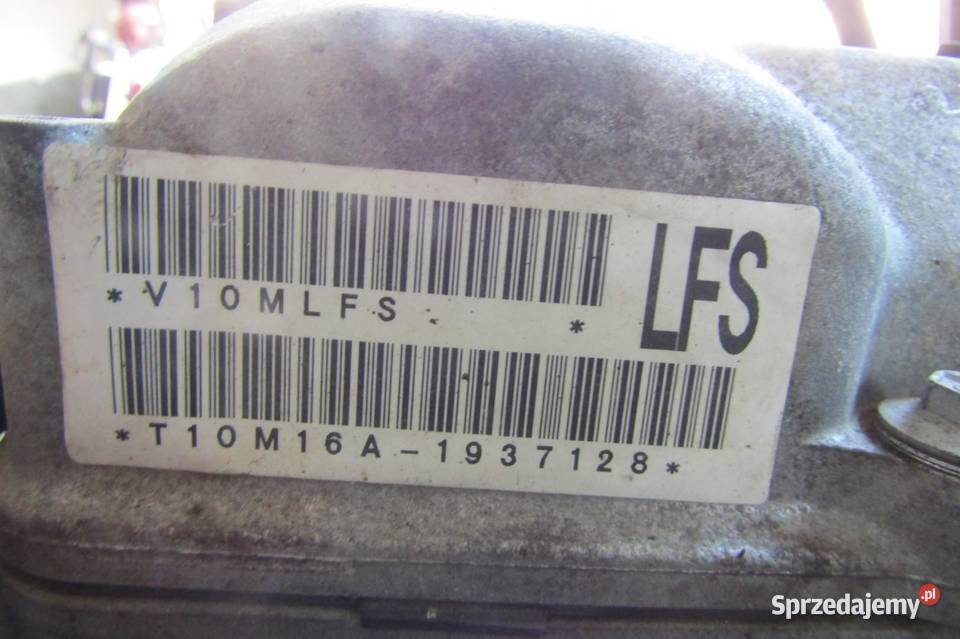 *V10MLFS *
LFS
*T10M16A-1937128*
Sprzedajemy.pl